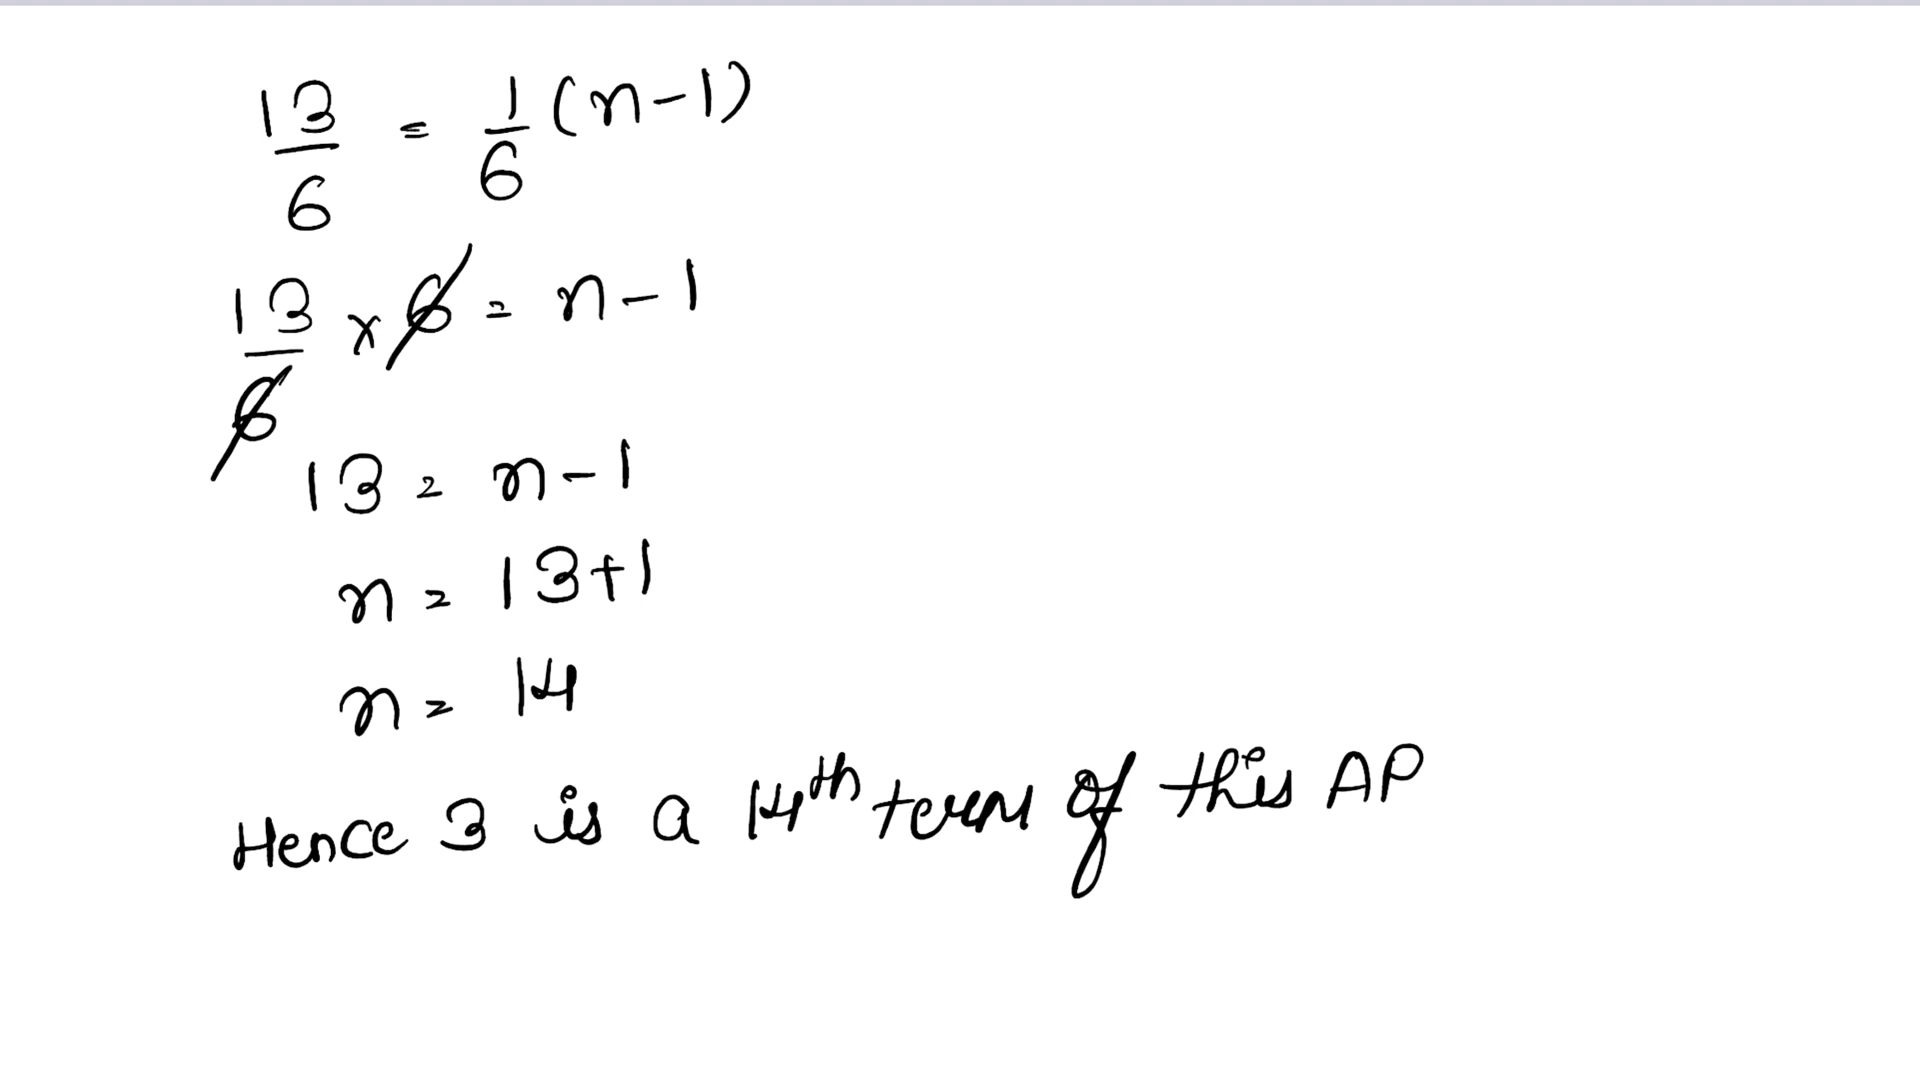 13/6 = 1/6 (n-1)
13/6 × 6 = n-1
13 = n-1
n = 13+1
n = 14
Hence 3 is a 14th term of this AP